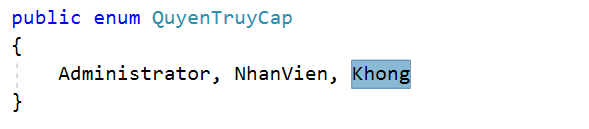 public enum QuyenTruyCap
{
Administrator, NhanVien, Khong
}